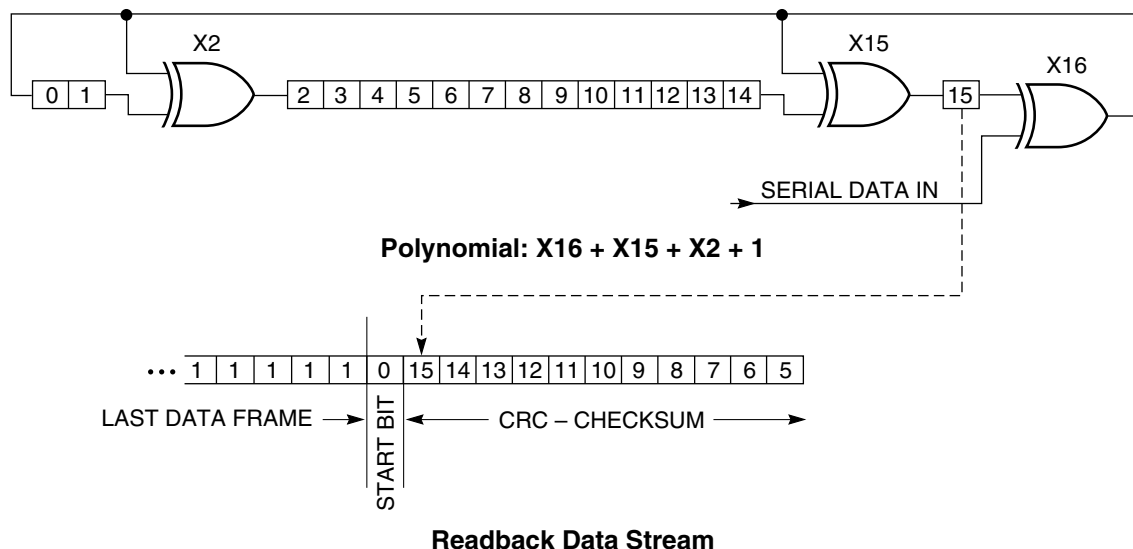 X2
X15
X16
0 1
2 3 4 5 6 7 8 9 10 11 12 13 14
15
SERIAL DATA IN
Polynomial: X16 + X15 + X2 + 1
••• 1 1 1 1 1 0 15 14 13 12 11 10 9 8 7 6 5
LAST DATA FRAME
START BIT
CRC – CHECKSUM
Readback Data Stream